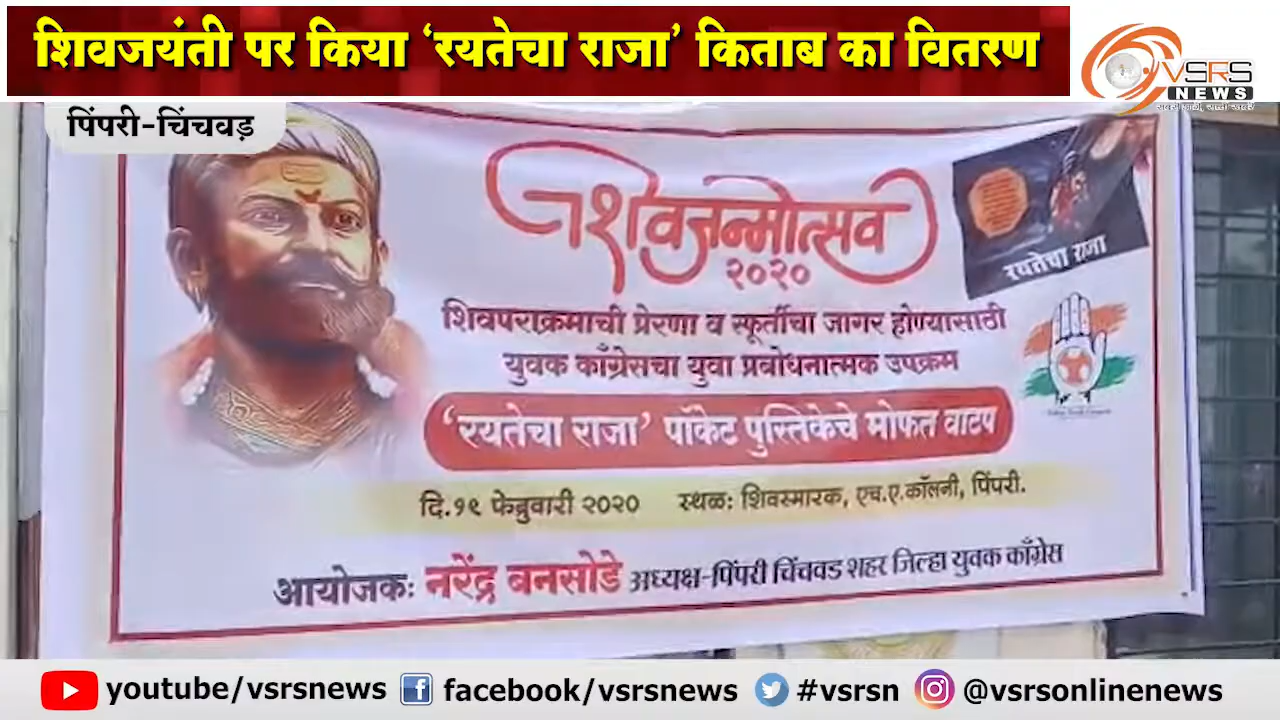 शिवजयंती पर किया ‘रयतेचा राजा’ किताब का वितरण
VSRS
NEWS
पिंपरी-चिंचवड़
शिवजन्मोत्सव
२०२०
रयतेचा राजा
शिवपराक्रमाची प्रेरणा व स्फूर्तीचा जागर होण्यासाठी
युवक काँग्रेसचा युवा प्रबोधनात्मक उपक्रम
‘रयतेचा राजा’ पॉकेट पुस्तिकेचे मोफत वाटप
दि.१९ फेब्रुवारी २०२० स्थळ: शिवस्मारक, एच.ए.कॉलनी, पिंपरी.
आयोजक: नरेंद्र बनसोडे अध्यक्ष-पिंपरी चिंचवड शहर जिल्हा युवक काँग्रेस
youtube/vsrsnews facebook/vsrsnews #vsrsn @vsrsonlinenews